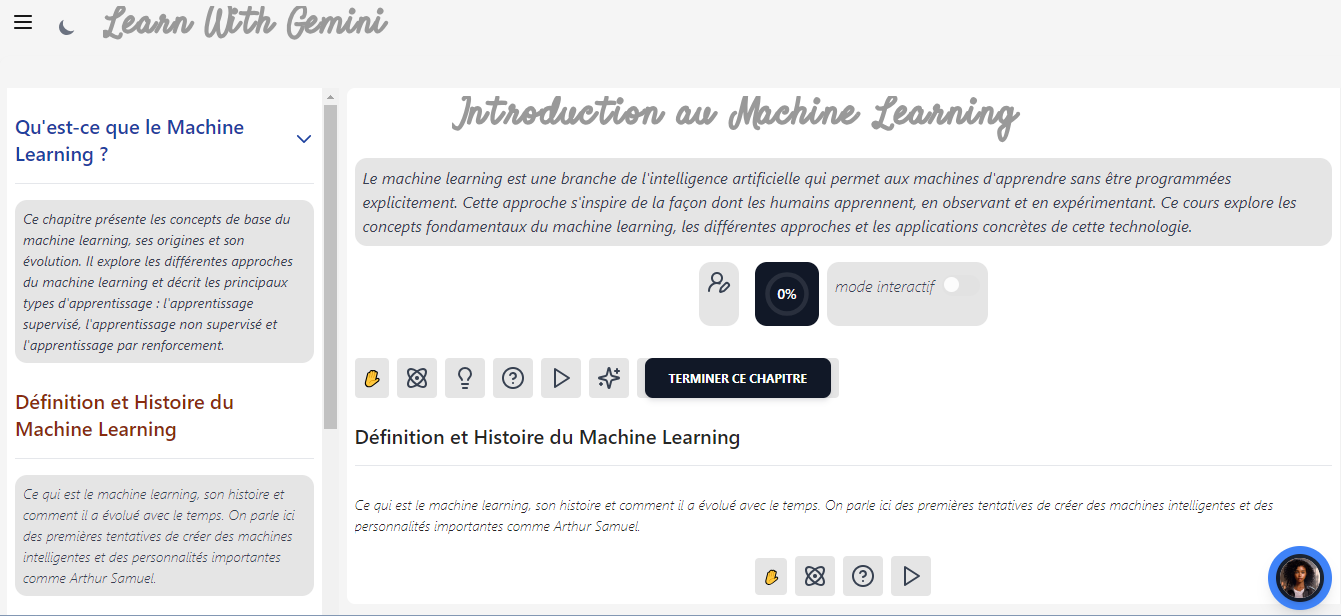 Learn With Gemini
Qu'est-ce que le Machine
Learning ?
Ce chapitre présente les concepts de base du
machine learning, ses origines et son
évolution. Il explore les différentes approches
du machine learning et décrit les principaux
types d'apprentissage : l'apprentissage
supervisé, l'apprentissage non supervisé et
l'apprentissage par renforcement.
Définition et Histoire du
Machine Learning
Ce qui est le machine learning, son histoire et
comment il a évolué avec le temps. On parle ici
des premières tentatives de créer des machines
intelligentes et des personnalités importantes
comme Arthur Samuel.
Introduction au Machine Learning
Le machine learning est une branche de l'intelligence artificielle qui permet aux machines d'apprendre sans être programmées
explicitement. Cette approche s'inspire de la façon dont les humains apprennent, en observant et en expérimentant. Ce cours explore les
concepts fondamentaux du machine learning, les différentes approches et les applications concrètes de cette technologie.
0%
mode interactif
TERMINER CE CHAPITRE
Définition et Histoire du Machine Learning
Ce qui est le machine learning, son histoire et comment il a évolué avec le temps. On parle ici des premières tentatives de créer des machines intelligentes et des
personnalités importantes comme Arthur Samuel.